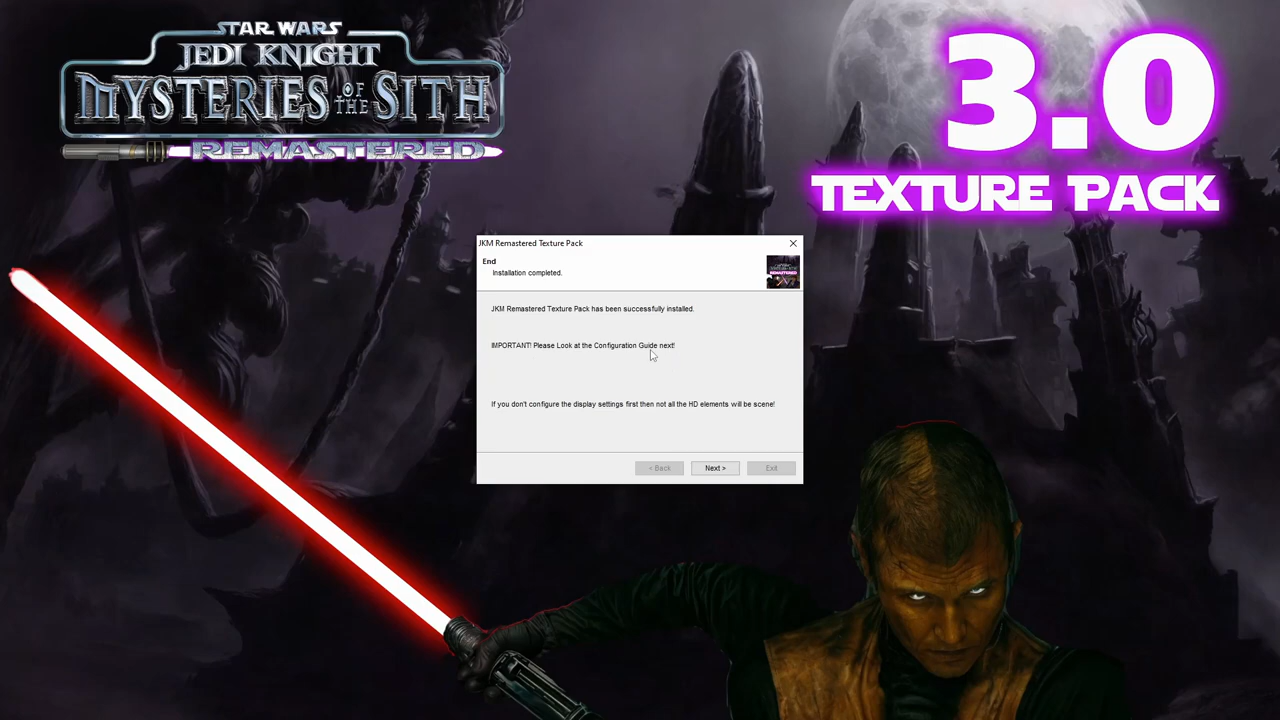 STAR WARS
JEDI KNIGHT
MYSTERIES OF THE SITH
REMASTERED
3.0
TEXTURE PACK
JKM Remastered Texture Pack
End
Installation completed.
JKM Remastered Texture Pack has been successfully installed.
IMPORTANT! Please Look at the Configuration Guide next!
If you don't configure the display settings first then not all the HD elements will be scene!
< Back
Next >
Exit